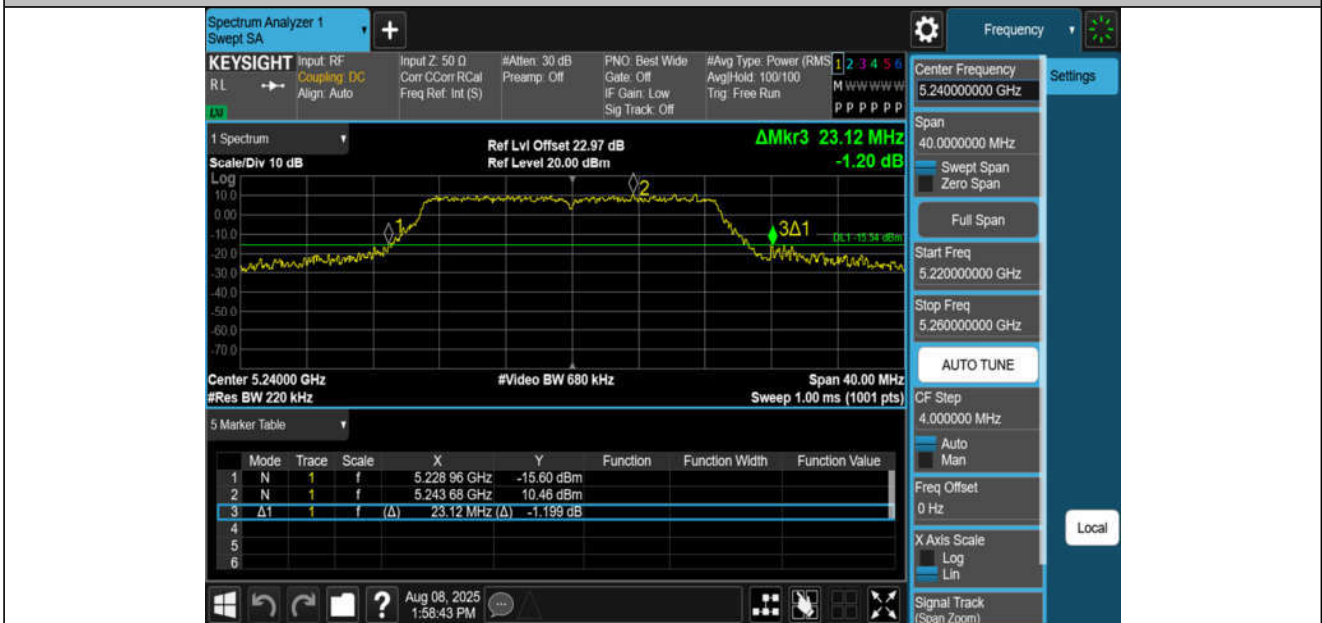 Spectrum Analyzer 1
Swept SA
+
Frequency
KEYSIGHT
RL
LXI
Input: RF
Coupling: DC
Align: Auto
Input Z: 50 Ω
Corr CCorr RCal
Freq Ref: Int (S)
#Atten: 30 dB
Preamp: Off
PNO: Best Wide
Gate: Off
IF Gain: Low
Sig Track: Off
#Avg Type: Power (RMS
Avg|Hold: 100/100
Trig: Free Run
1 2 3 4 5 6
M W W W W W
P P P P P P
1 Spectrum
Scale/Div 10 dB
Ref Lvl Offset 22.97 dB
Ref Level 20.00 dBm
ΔMkr3 23.12 MHz
-1.20 dB
Log
10.0
0.00
-10.0
-20.0
-30.0
-40.0
-50.0
-60.0
-70.0
1
2
3Δ1
DL1 -15.54 dBm
Center 5.24000 GHz
#Res BW 220 kHz
#Video BW 680 kHz
Span 40.00 MHz
Sweep 1.00 ms (1001 pts)
5 Marker Table
Mode Trace Scale X Y Function Function Width Function Value
1 N 1 f 5.228 96 GHz -15.60 dBm
2 N 1 f 5.243 68 GHz 10.46 dBm
3 Δ1 1 f (Δ) 23.12 MHz (Δ) -1.199 dB
4
5
6
?
Aug 08, 2025
1:58:43 PM
Center Frequency
5.240000000 GHz
Span
40.0000000 MHz
Swept Span
Zero Span
Full Span
Start Freq
5.220000000 GHz
Stop Freq
5.260000000 GHz
AUTO TUNE
CF Step
4.000000 MHz
Auto
Man
Freq Offset
0 Hz
X Axis Scale
Log
Lin
Signal Track
(Span Zoom)
Settings
Local